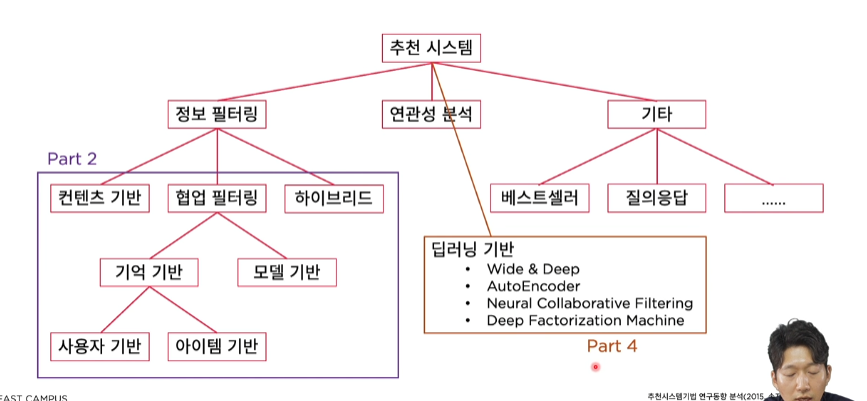 추천 시스템
정보 필터링
연관성 분석
기타
Part 2
컨텐츠 기반
협업 필터링
하이브리드
베스트셀러
질의응답
......
딥러닝 기반
• Wide & Deep
• AutoEncoder
• Neural Collaborative Filtering
• Deep Factorization Machine
기억 기반
모델 기반
사용자 기반
아이템 기반
Part 4
EAST CAMPUS
추천시스템기법 연구동향 분석(2015,